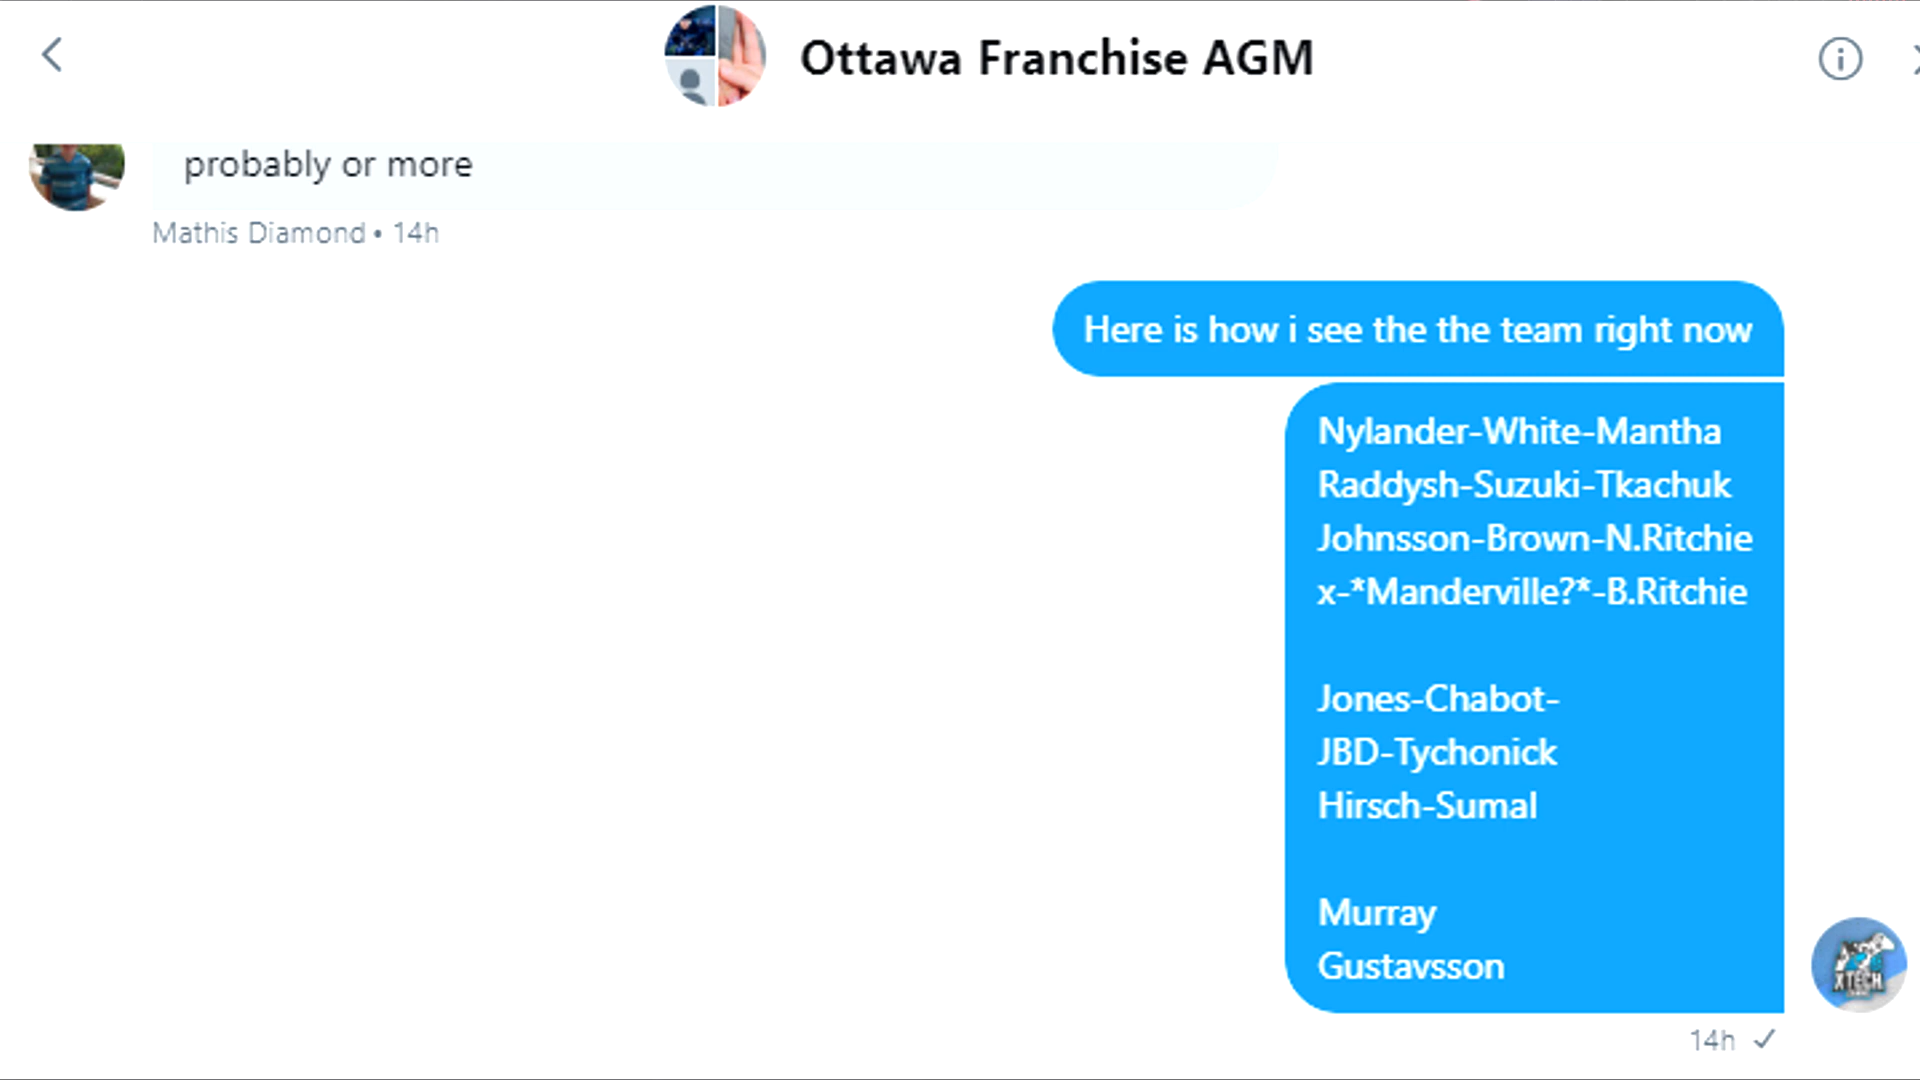 Ottawa Franchise AGM
probably or more
Mathis Diamond • 14h
Here is how i see the the team right now
Nylander-White-Mantha
Raddysh-Suzuki-Tkachuk
Johnsson-Brown-N.Ritchie
x-*Manderville?*-B.Ritchie
Jones-Chabot-
JBD-Tychonick
Hirsch-Sumal
Murray
Gustavsson
XTECH
14h